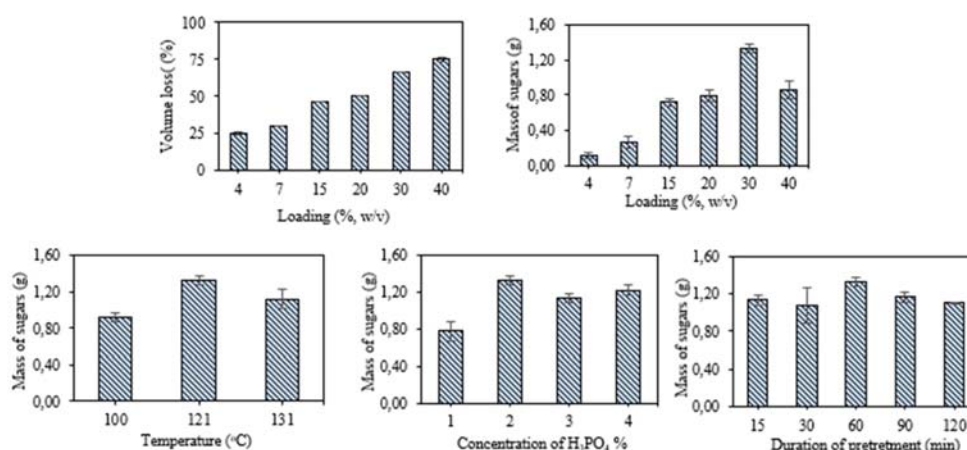 Volume loss( (%)
100
75
50
25
0
4 7 15 20 30 40
Loading (%, w/v)
Massof sugars (g)
1,60
1,20
0,80
0,40
0,00
4 7 15 20 30 40
Loading (%, w/v)
Mass of sugars (g)
1,60
1,20
0,80
0,40
0,00
100 121 131
Temperature (°C)
Mass of sugars (g)
1,60
1,20
0,80
0,40
0,00
1 2 3 4
Concentration of H₃PO₄ %
Mass of sugars (g)
1,60
1,20
0,80
0,40
0,00
15 30 60 90 120
Duration of pretretment (min)